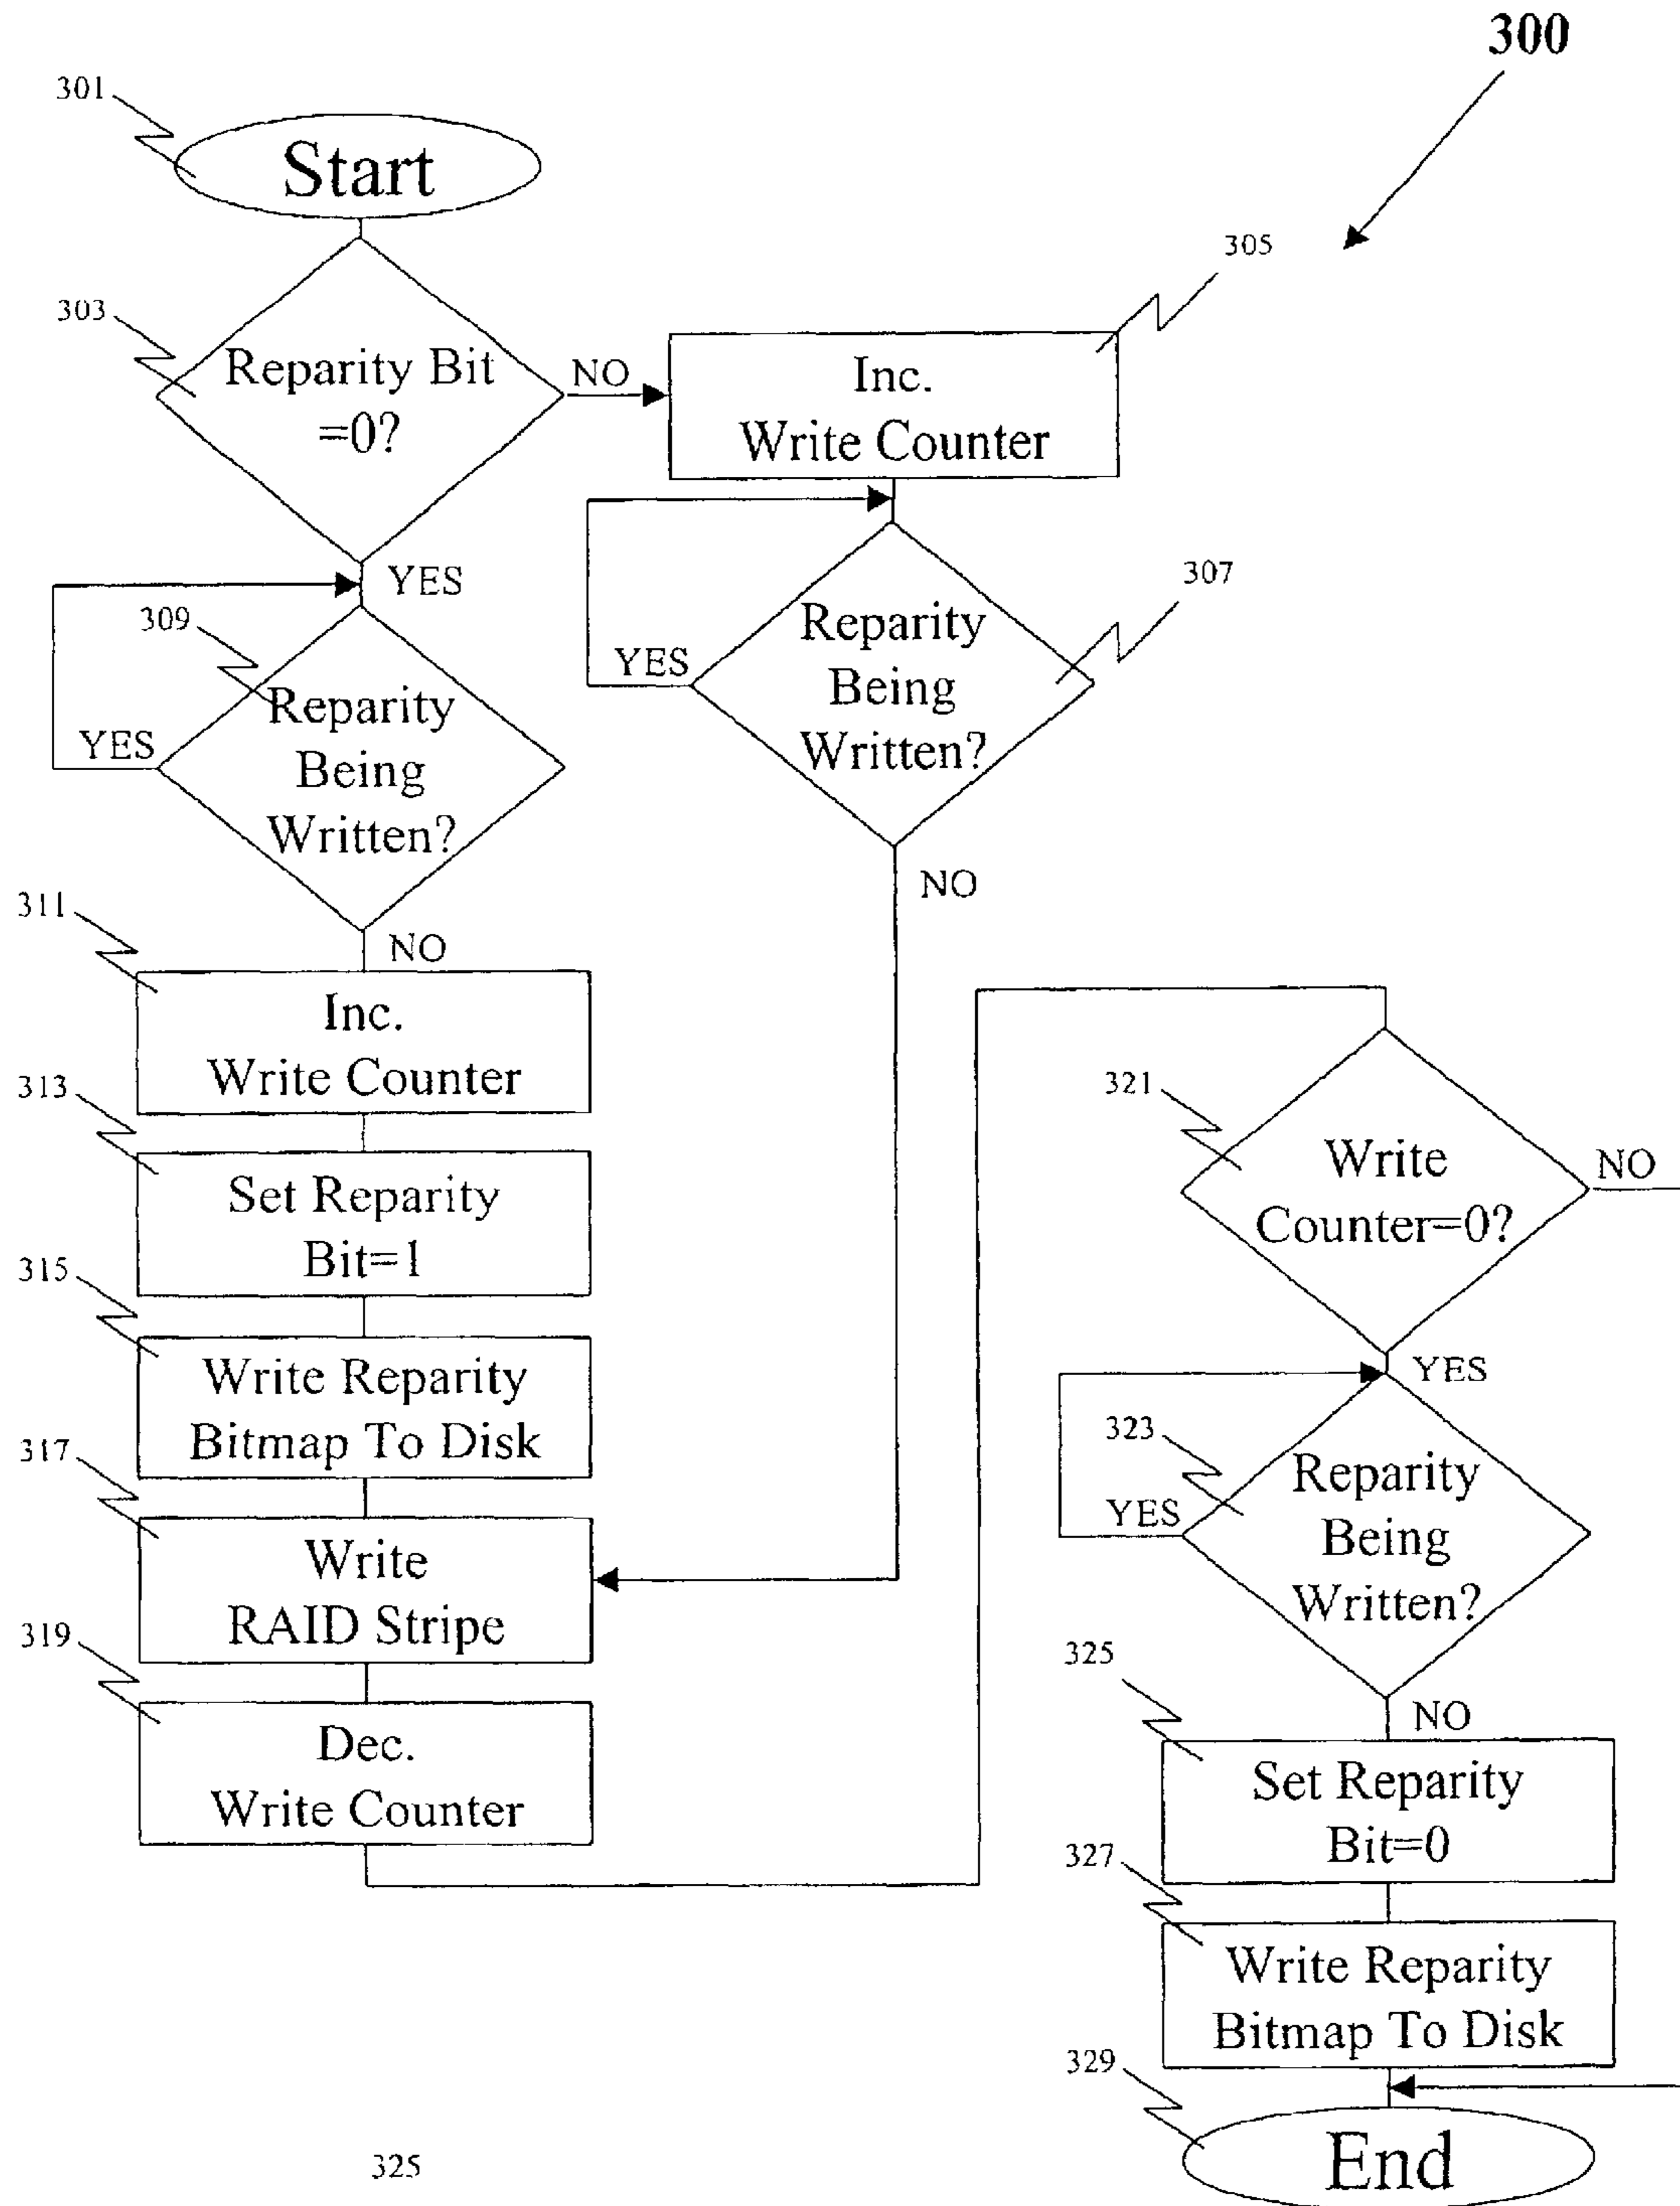 300
301
Start
303
Reparity Bit
=0?
NO
305
Inc.
Write Counter
YES
309
Reparity
Being
Written?
YES
NO
307
Reparity
Being
Written?
YES
NO
311
Inc.
Write Counter
313
Set Reparity
Bit=1
315
Write Reparity
Bitmap To Disk
317
Write
RAID Stripe
319
Dec.
Write Counter
321
Write
Counter=0?
NO
YES
323
Reparity
Being
Written?
YES
NO
325
Set Reparity
Bit=0
327
Write Reparity
Bitmap To Disk
329
End
325